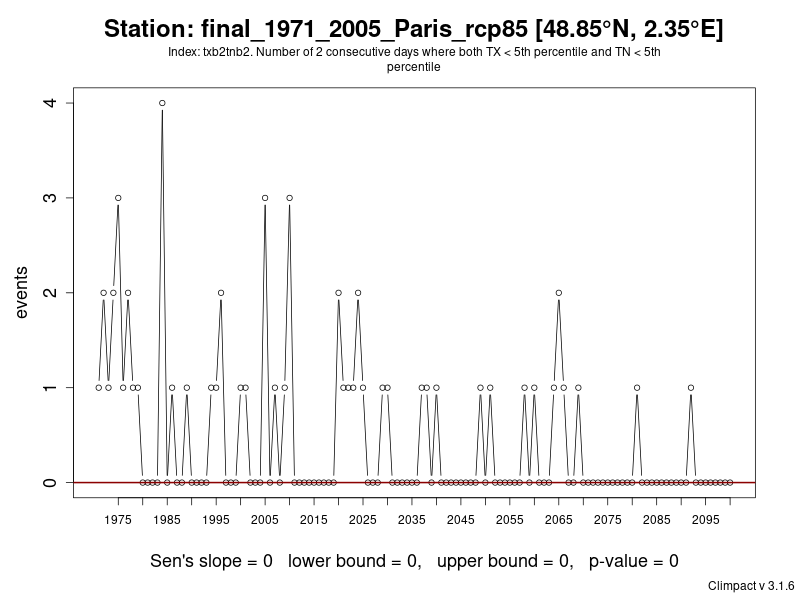 Station: final_1971_2005_Paris_rcp85 [48.85°N, 2.35°E]
Index: txb2tnb2. Number of 2 consecutive days where both TX < 5th percentile and TN < 5th
percentile
events
4
3
2
1
0
1975 1985 1995 2005 2015 2025 2035 2045 2055 2065 2075 2085 2095
Sen's slope = 0 lower bound = 0, upper bound = 0, p-value = 0
Climpact v 3.1.6